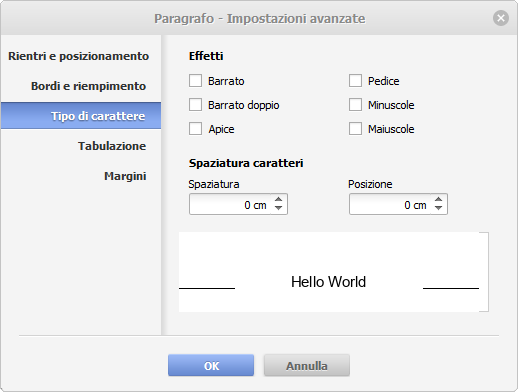 Paragrafo - Impostazioni avanzate
Rientri e posizionamento
Bordi e riempimento
Tipo di carattere
Tabulazione
Margini
Effetti
Barrato
Pedice
Barrato doppio
Minuscole
Apice
Maiuscole
Spaziatura caratteri
Spaziatura
Posizione
0 cm
0 cm
Hello World
OK
Annulla